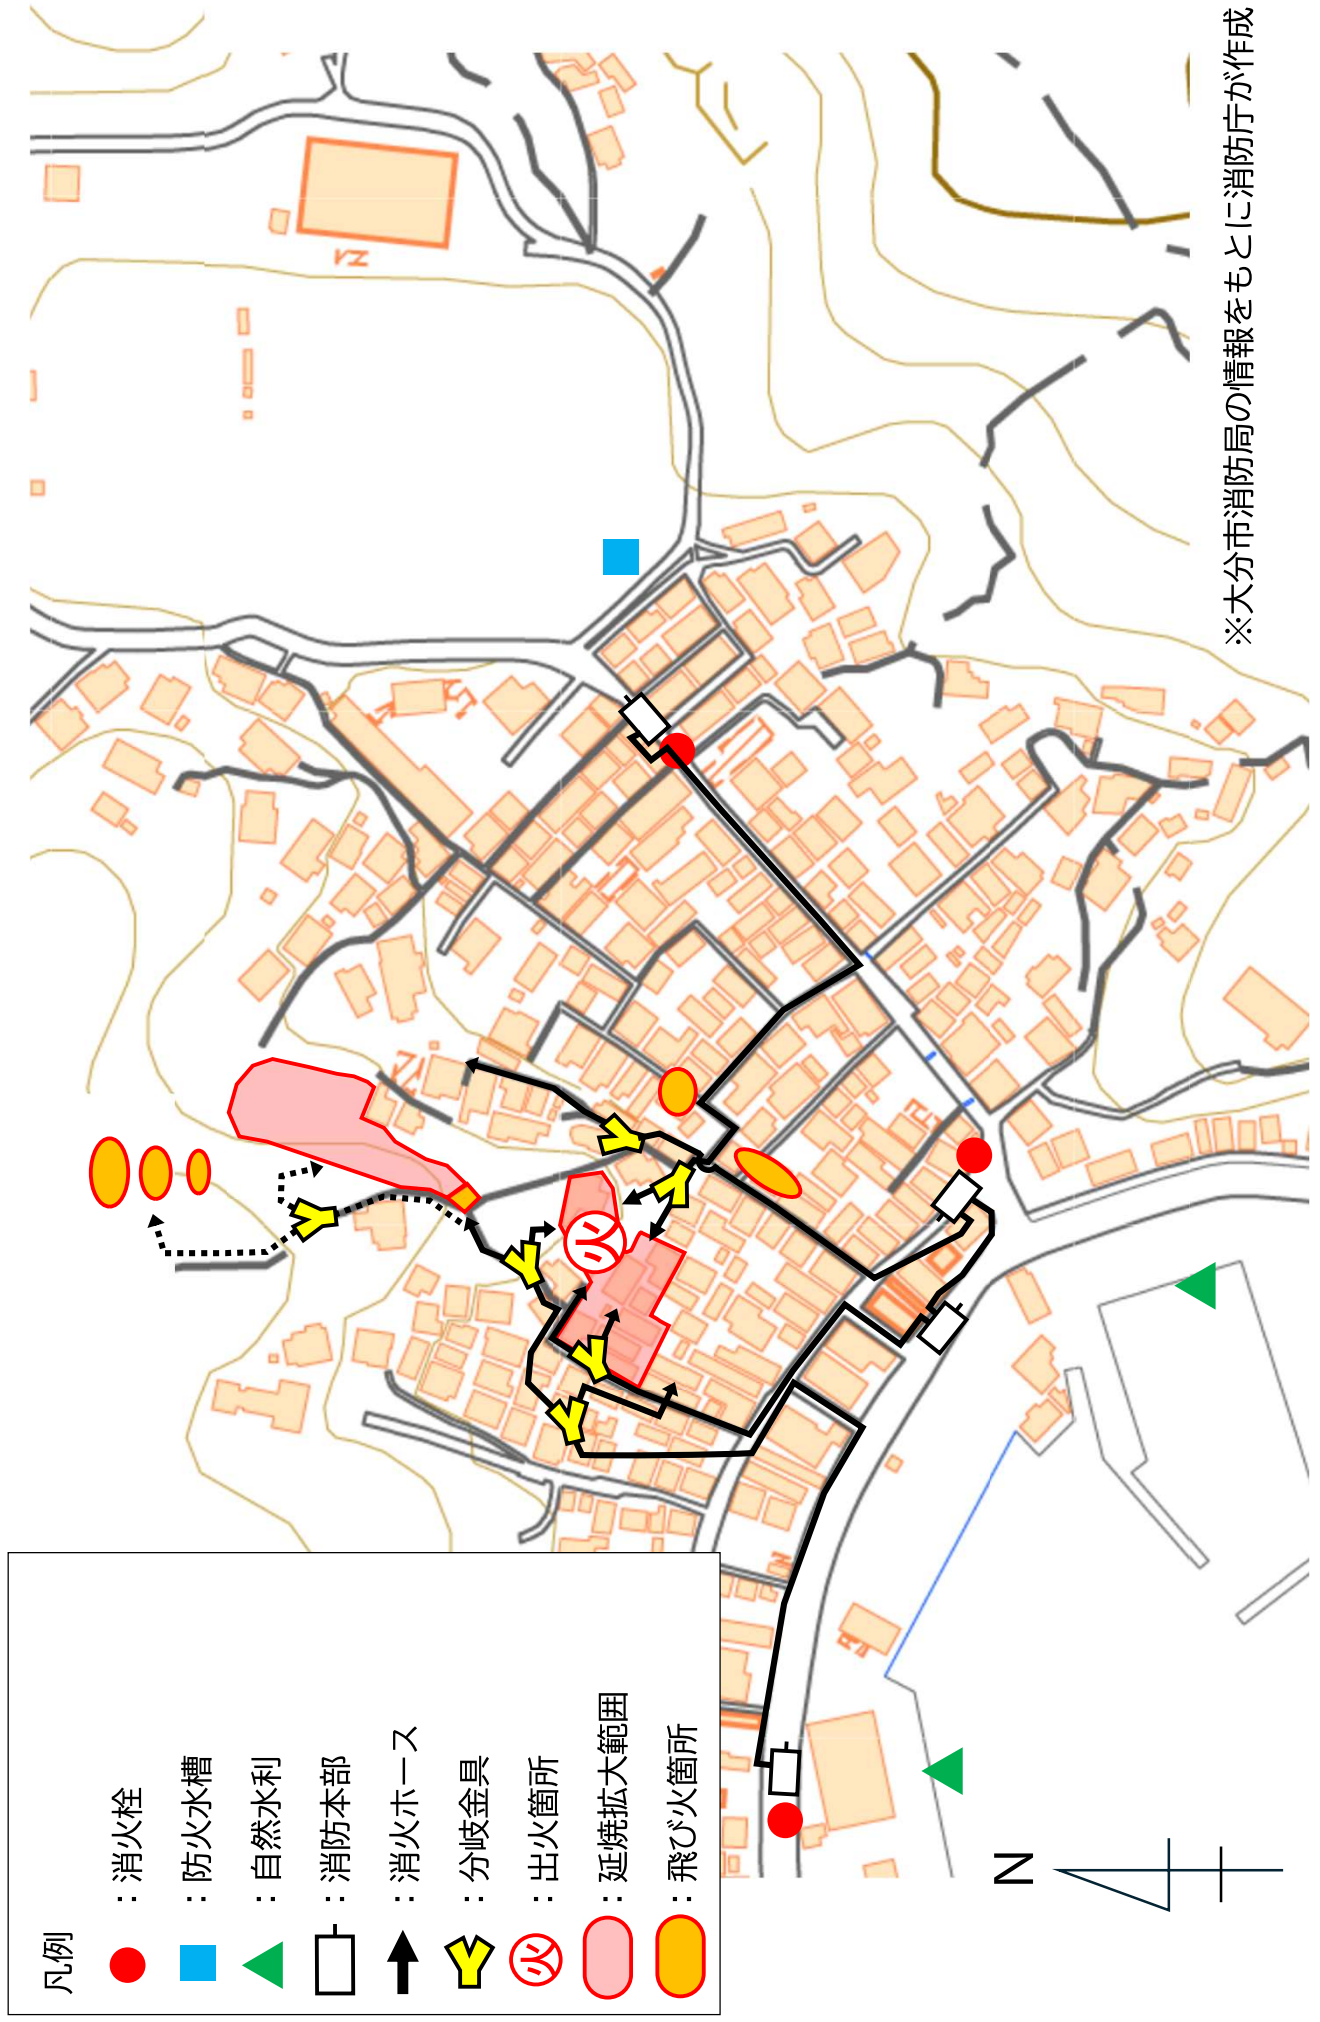 凡例
：消火栓
：防火水槽
：自然水利
：消防本部
：消火ホース
：分岐金具
：出火箇所
：延焼拡大範囲
：飛び火箇所
火
火
N
※大分市消防局の情報をもとに消防庁が作成